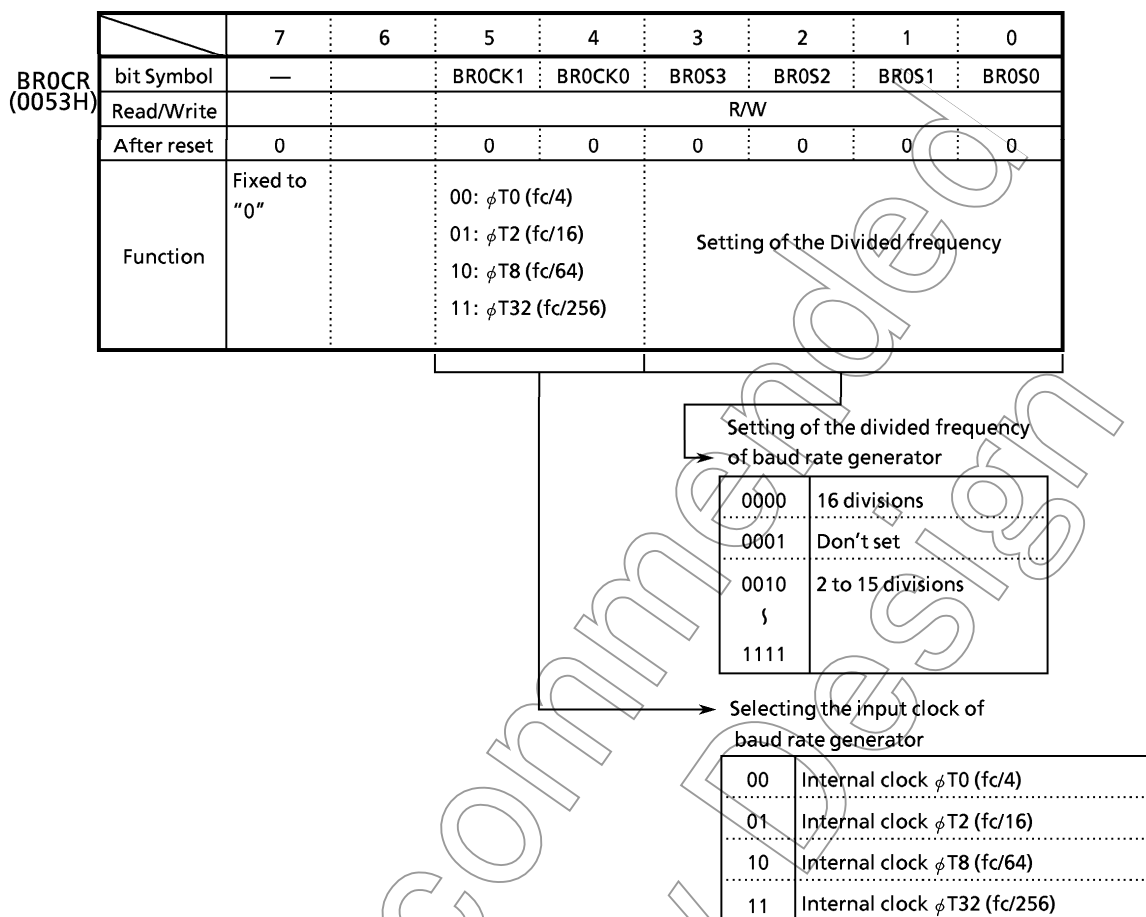 7 6 5 4 3 2 1 0
BR0CR
(0053H)
bit Symbol — BR0CK1 BR0CK0 BR0S3 BR0S2 BR0S1 BR0S0
Read/Write R/W
After reset 0 0 0 0 0 0 0
Function
Fixed to
"0"
00: φT0 (fc/4)
01: φT2 (fc/16)
10: φT8 (fc/64)
11: φT32 (fc/256)
Setting of the Divided frequency
Setting of the divided frequency
of baud rate generator
0000 16 divisions
0001 Don't set
0010 2 to 15 divisions
≀
1111
Selecting the input clock of
baud rate generator
00 Internal clock φT0 (fc/4)
01 Internal clock φT2 (fc/16)
10 Internal clock φT8 (fc/64)
11 Internal clock φT32 (fc/256)
commended
Design